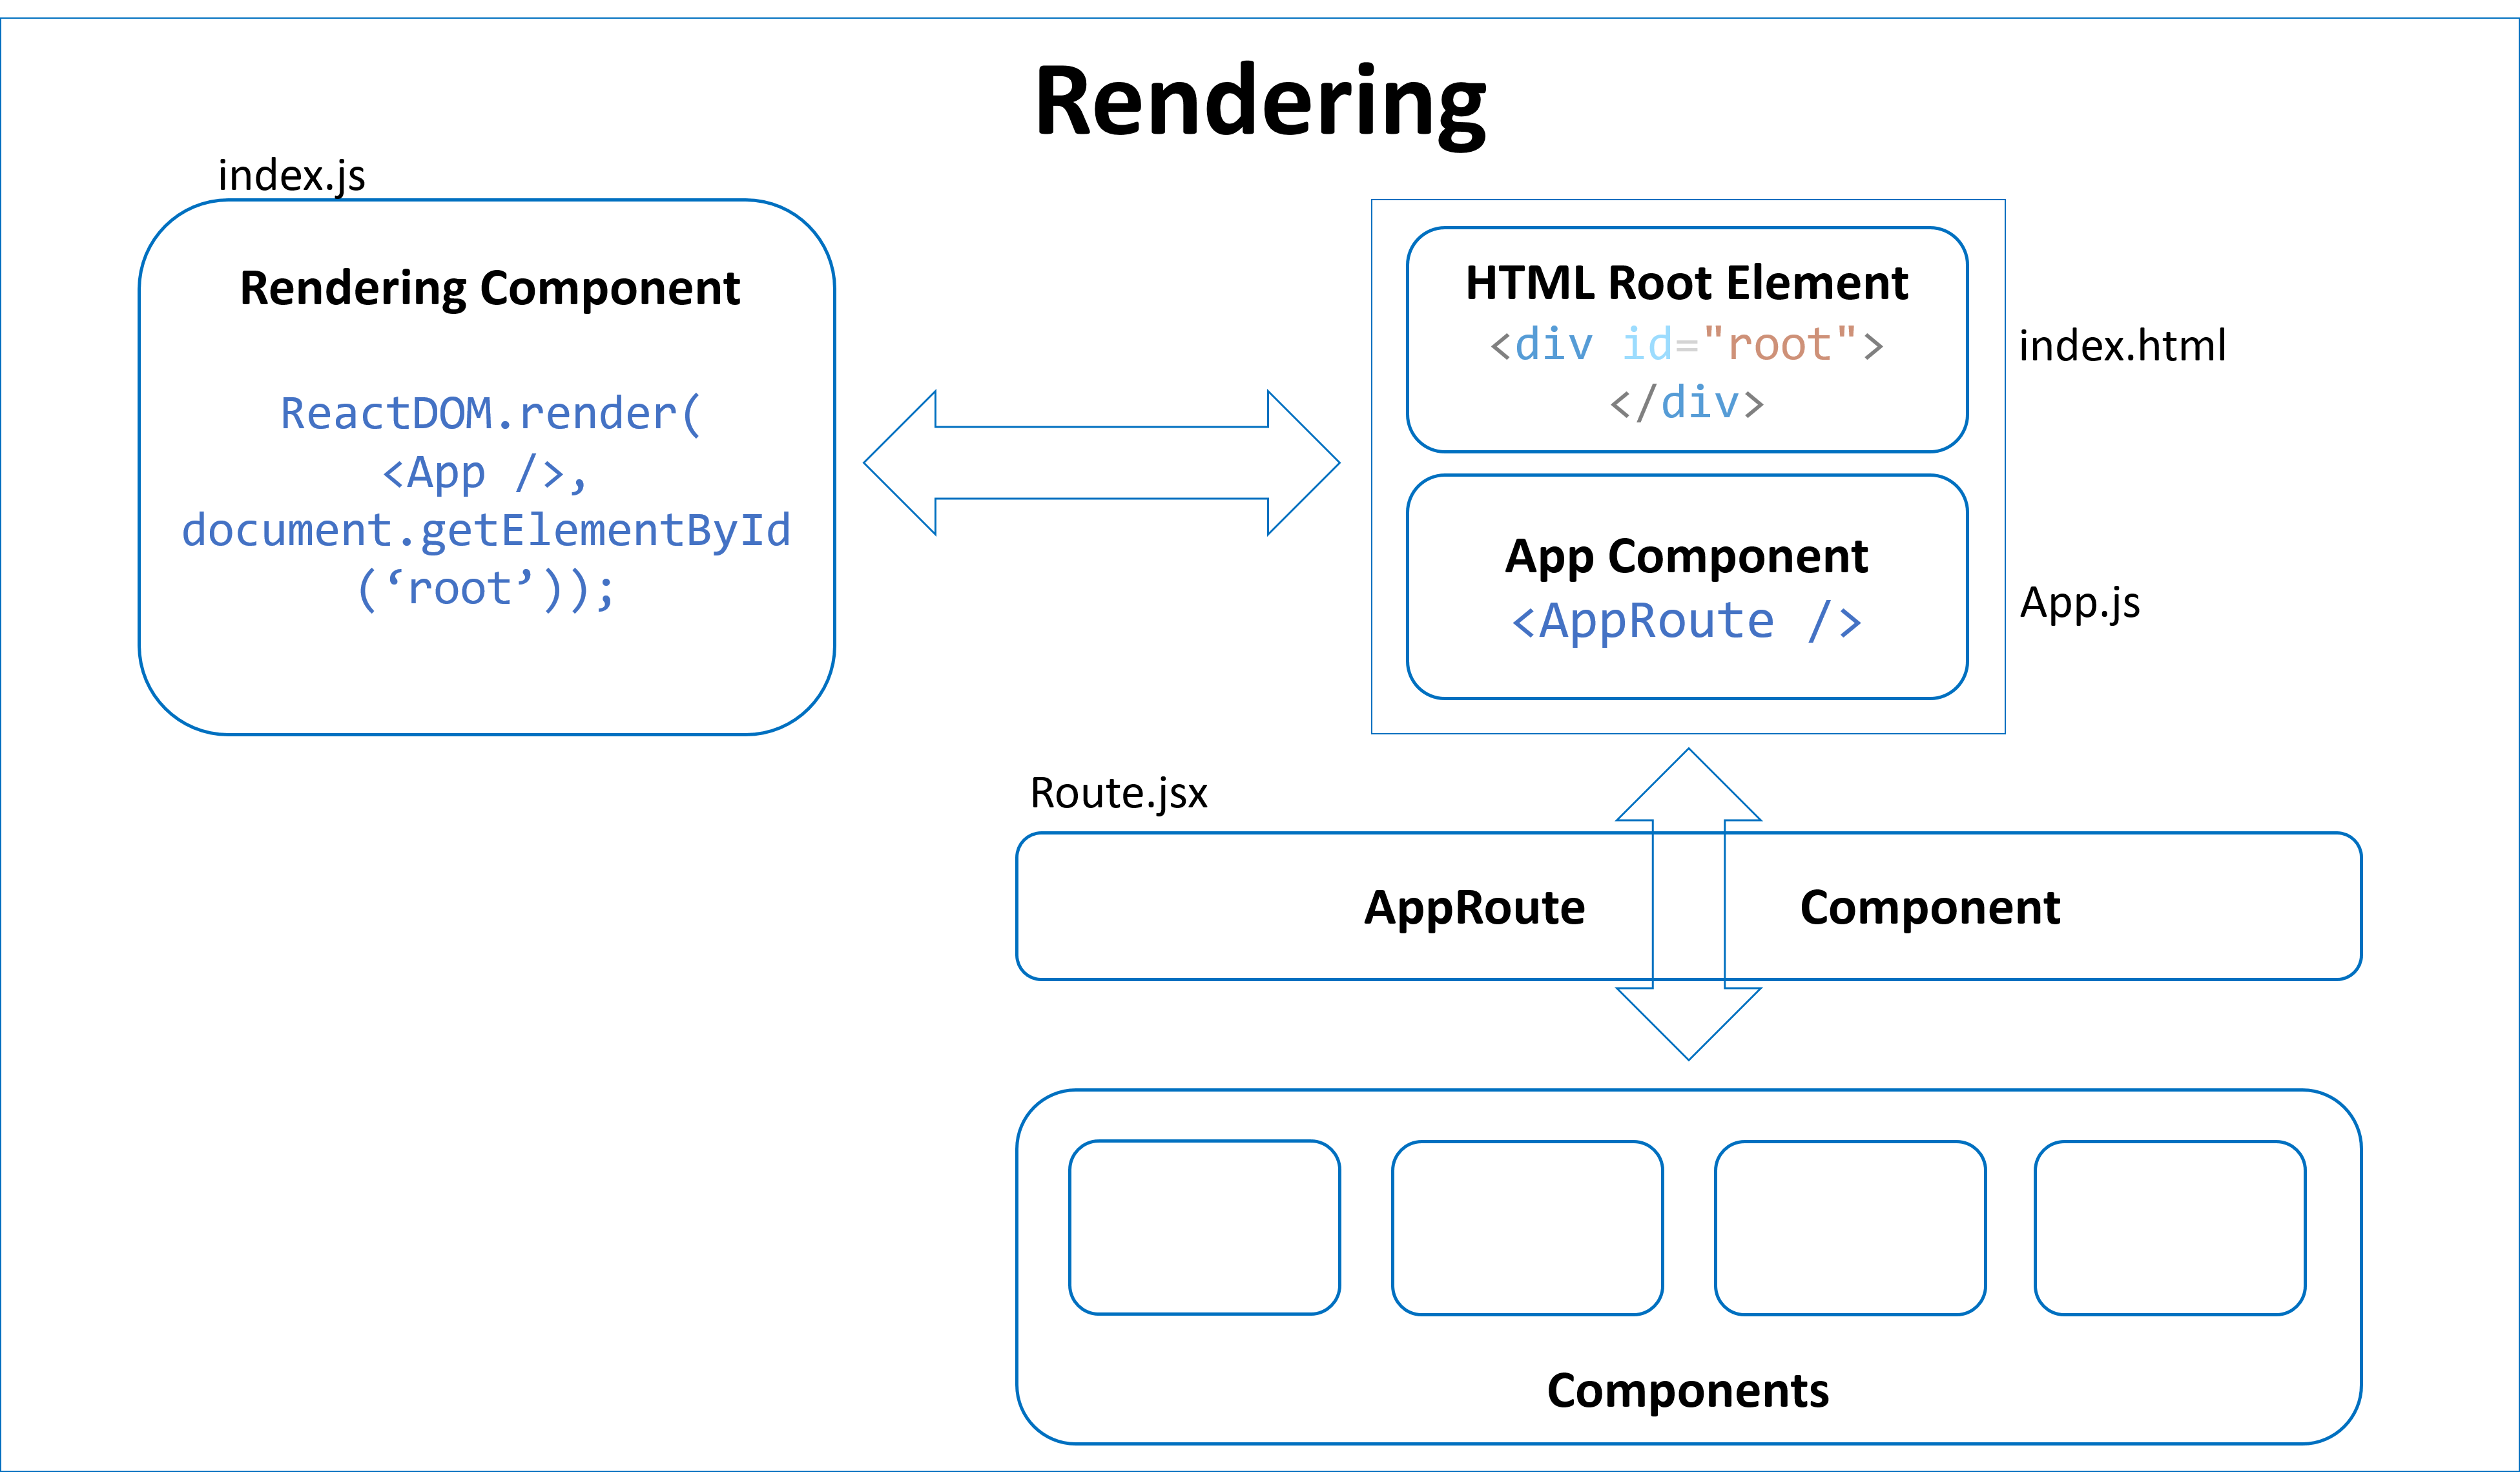 Rendering
index.js
Rendering Component
ReactDOM.render(
<App />,
document.getElementById
(‘root’));
HTML Root Element
<div id="root">
</div>
index.html
App Component
<AppRoute />
App.js
Route.jsx
AppRoute Component
Components